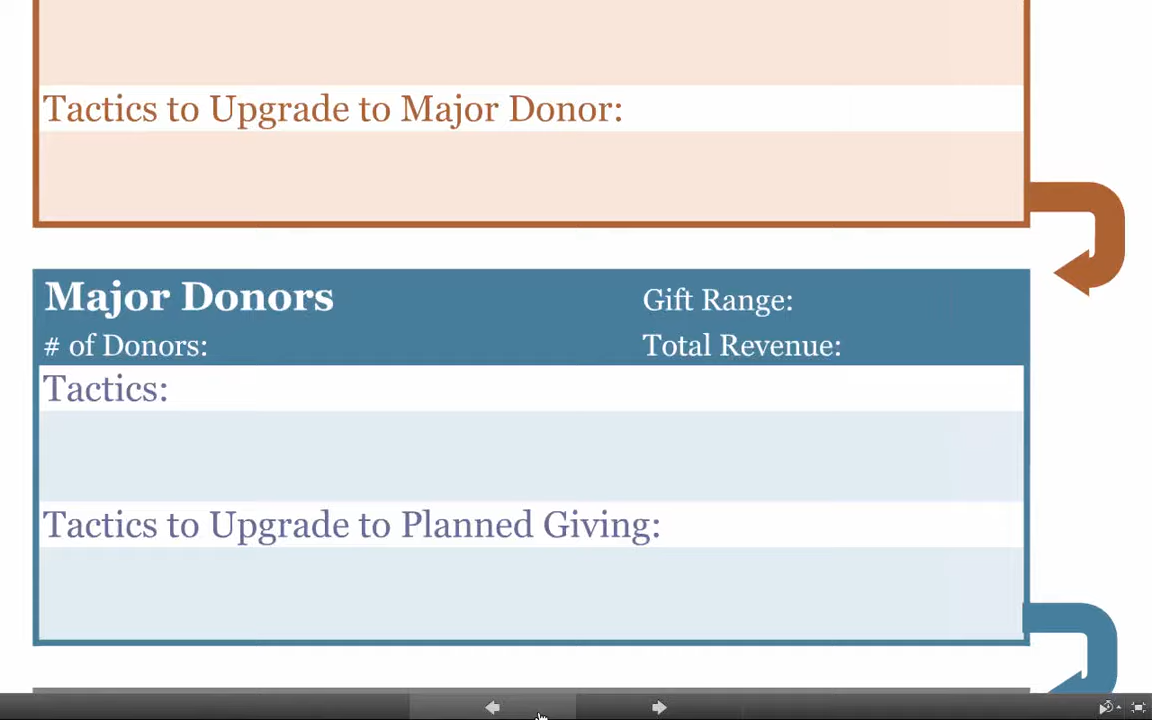 Tactics to Upgrade to Major Donor:
Major Donors
Gift Range:
# of Donors:
Total Revenue:
Tactics:
Tactics to Upgrade to Planned Giving: